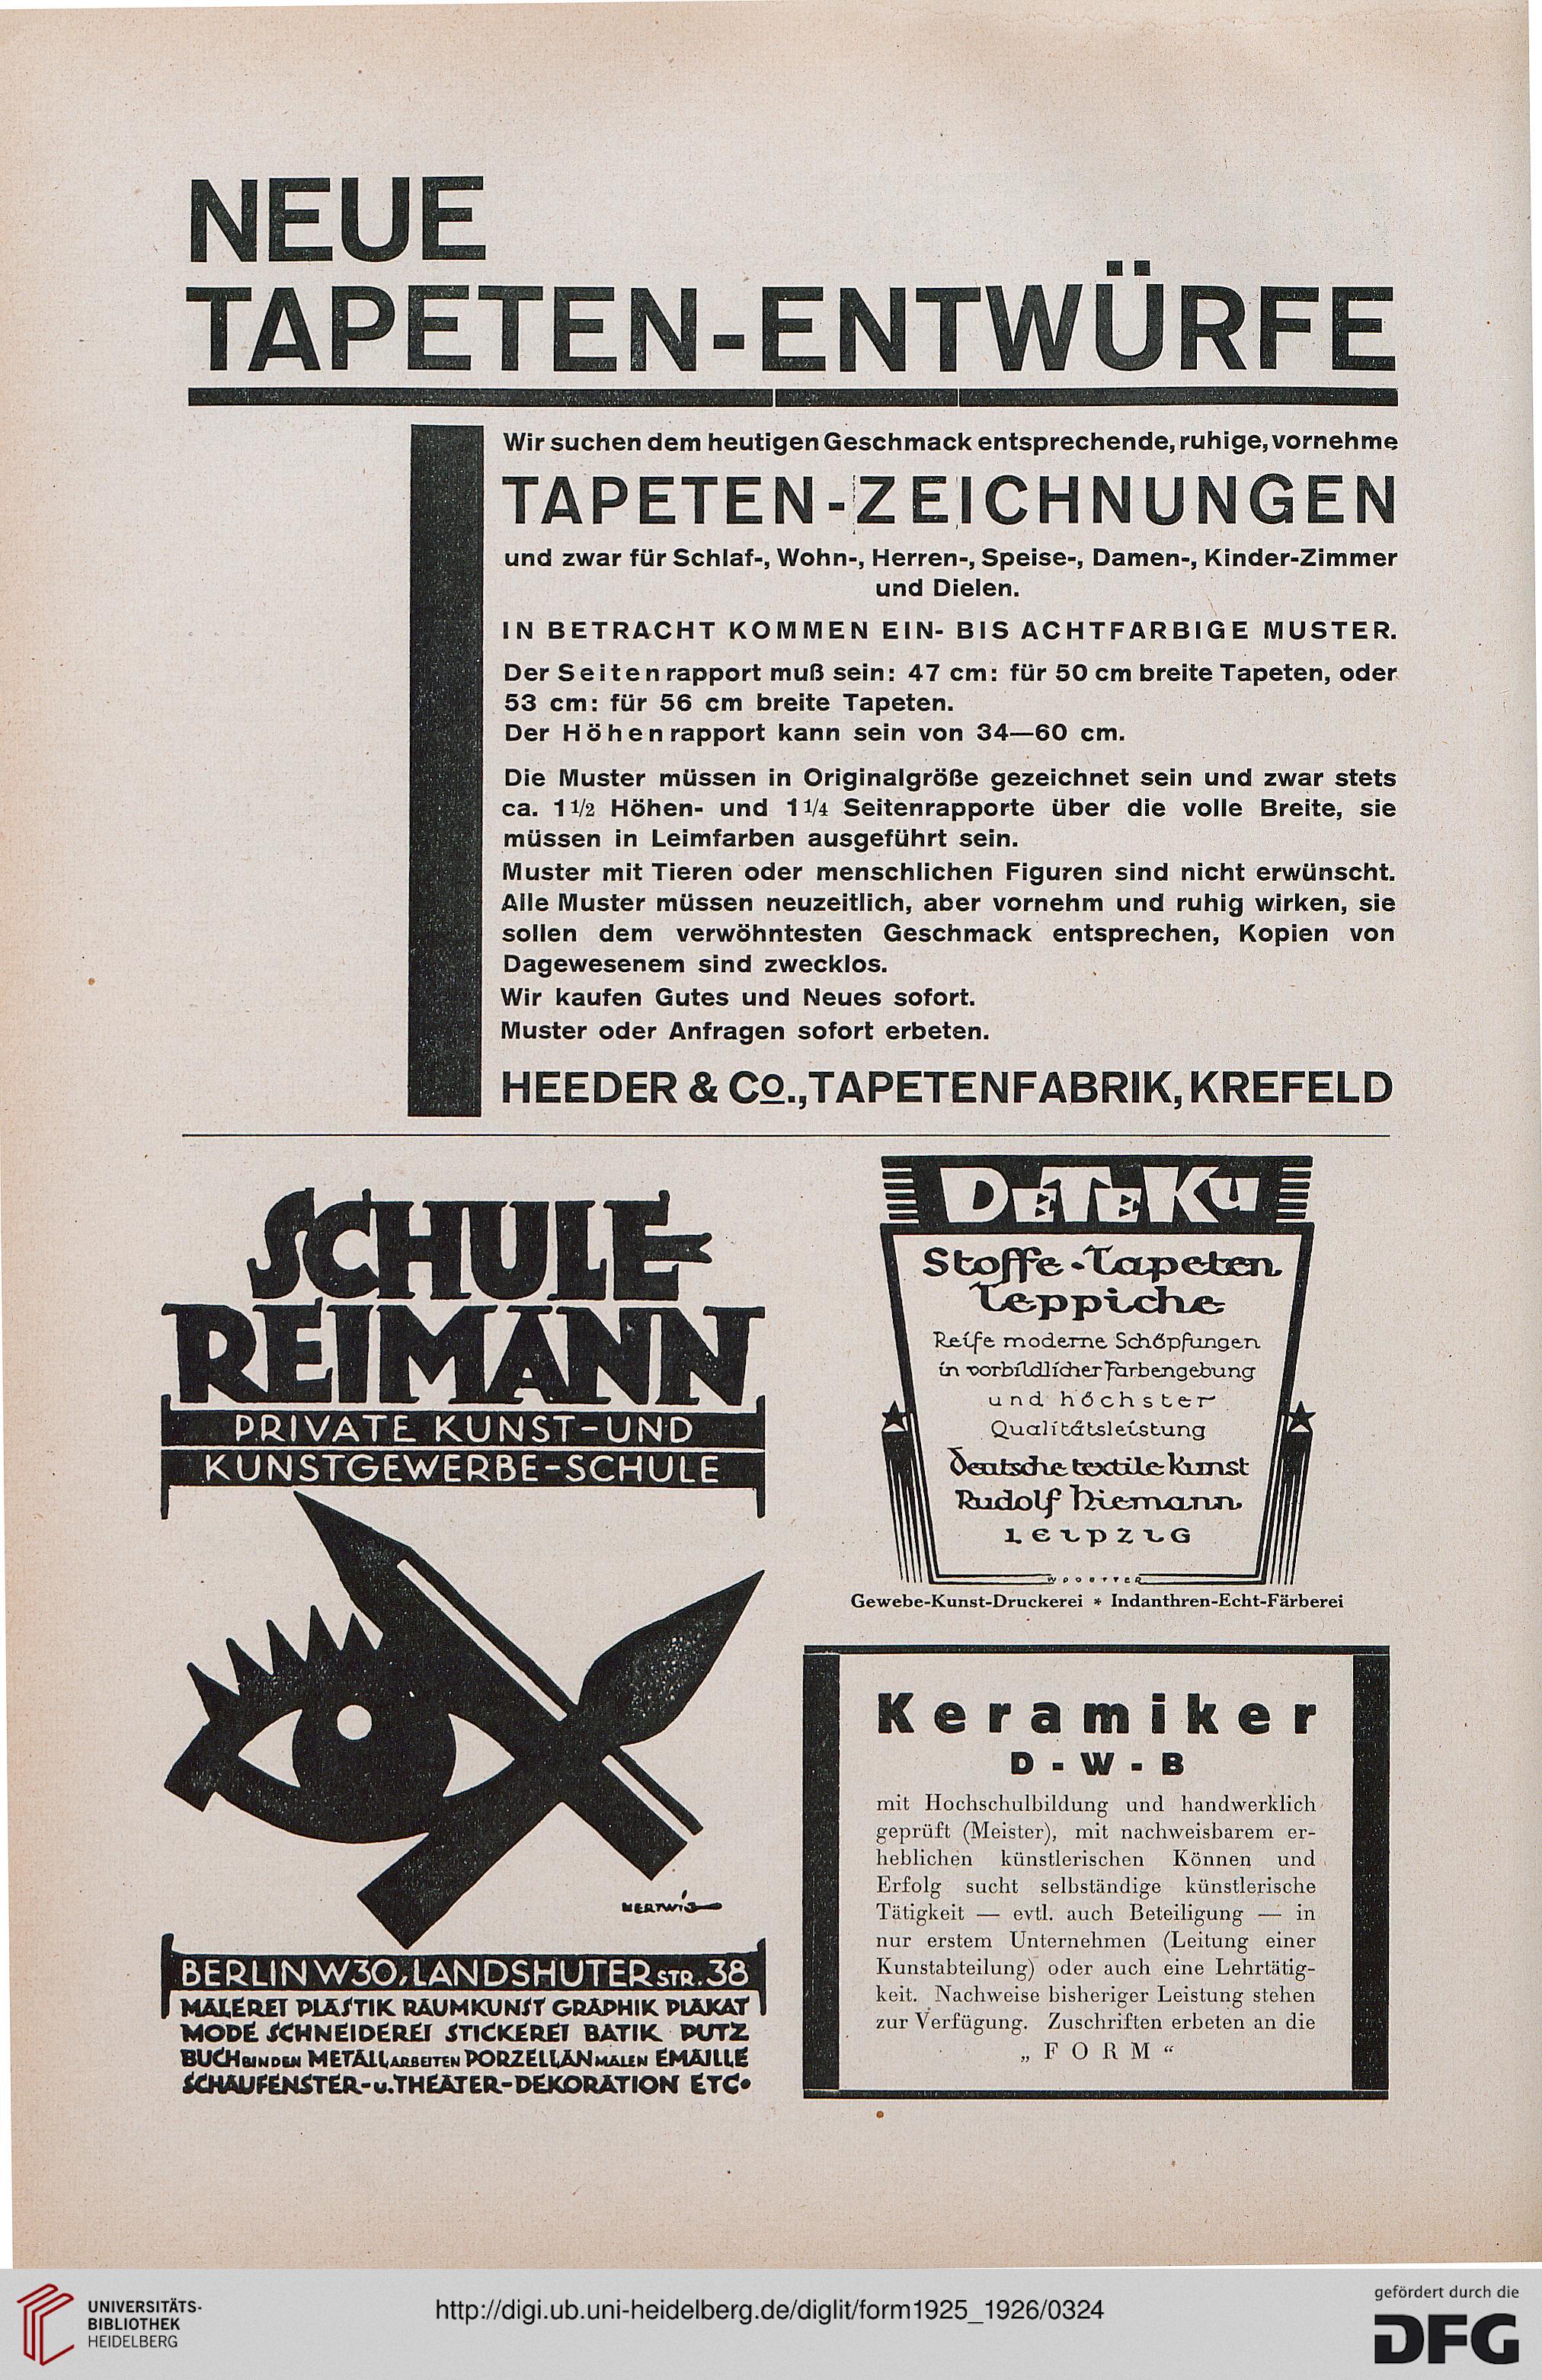 NEUE
TAPETEN-ENTWÜRFE
Wir suchen dem heutigen Geschmack entsprechende, ruhige, vornehme
TAPETEN-ZEICHNUNGEN
und zwar für Schlaf-, Wohn-, Herren-, Speise-, Damen-, Kinder-Zimmer
und Dielen.
IN BETRACHT KOMMEN EIN- BIS ACHTFARBIGE MUSTER.
Der Seitenrapport muß sein: 47 cm: für 50 cm breite Tapeten, oder
53 cm: für 56 cm breite Tapeten.
Der Höhenrapport kann sein von 34—60 cm.
Die Muster müssen in Originalgröße gezeichnet sein und zwar stets
ca. 1 1/2 Höhen- und 1 1/4 Seitenrapporte über die volle Breite, sie
müssen in Leimfarben ausgeführt sein.
Muster mit Tieren oder menschlichen Figuren sind nicht erwünscht.
Alle Muster müssen neuzeitlich, aber vornehm und ruhig wirken, sie
sollen dem verwöhntesten Geschmack entsprechen, Kopien von
Dagewesenem sind zwecklos.
Wir kaufen Gutes und Neues sofort.
Muster oder Anfragen sofort erbeten.
HEEDER & Co., TAPETENFABRIK, KREFELD
SCHULE
REIMANN
PRIVATE KUNST-UND
KUNSTGEWERBE-SCHULE
HERTWIG
BERLIN W30, LANDSHUTER STR. 38
MALEREI PLASTIK RAUMKUNST GRAPHIK PLAKAT
MODE SCHNEIDEREI STICKEREI BATIK PUTZ
BUCHBINDEN METALLARBEITEN PORZELLANMALEN EMAILLE
SCHAUFENSTER-u.THEATER-DEKORATION ETC.
DETEKU
Stoffe-Tapeten
Teppiche
Reife moderne Schöpfungen
in vorbildlicher Farbengebung
und höchster
Qualitätsleistung
Deutsche textile Kunst
Rudolf Hiemann
LEIPZIG
Gewebe-Kunst-Druckerei * Indanthren-Echt-Färberei
Keramiker
D - W - B
mit Hochschulbildung und handwerklich
geprüft (Meister), mit nachweisbarem er-
heblichen künstlerischen Können und
Erfolg sucht selbständige künstlerische
Tätigkeit — evtl. auch Beteiligung — in
nur erstem Unternehmen (Leitung einer
Kunstabteilung) oder auch eine Lehrtätig-
keit. Nachweise bisheriger Leistung stehen
zur Verfügung. Zuschriften erbeten an die
„FORM“
UNIVERSITÄTS-
BIBLIOTHEK
HEIDELBERG
http://digi.ub.uni-heidelberg.de/diglit/form1925_1926/0324
gefördert durch die
DFG